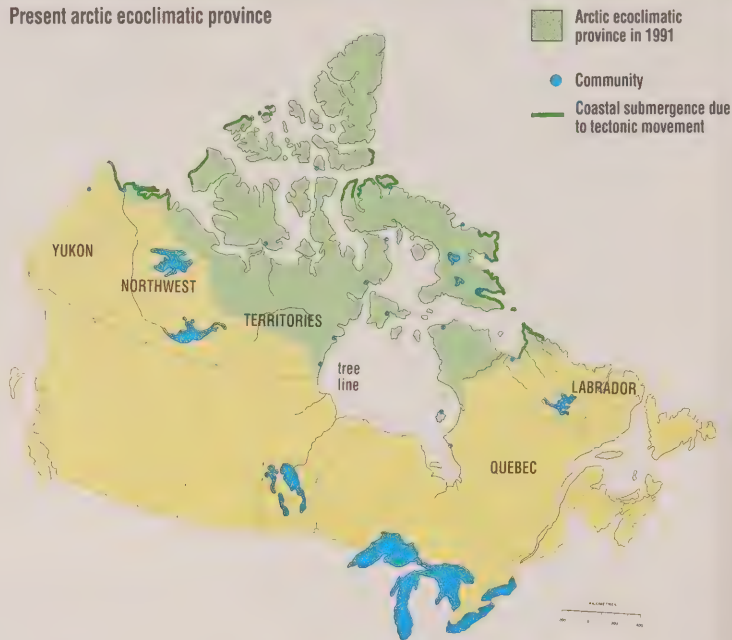 Present arctic ecoclimatic province
Arctic ecoclimatic
province in 1991
Community
Coastal submergence due
to tectonic movement
YUKON
NORTHWEST
TERRITORIES
tree
line
LABRADOR
QUEBEC